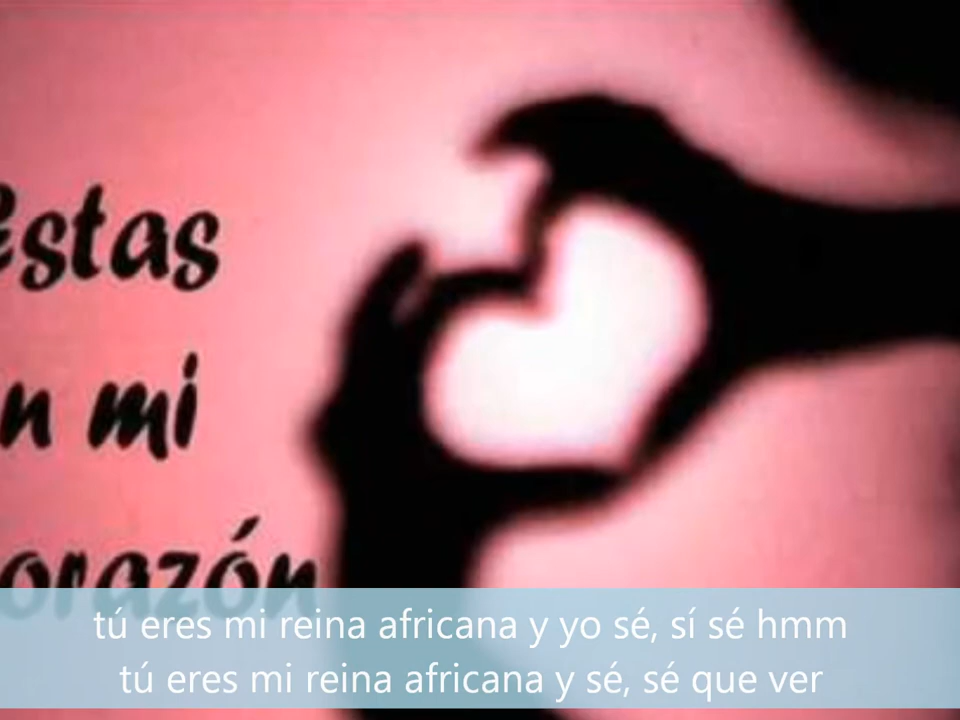 Estas
n mi
orazón
tú eres mi reina africana y yo sé, sí sé hmm
tú eres mi reina africana y sé, sé que ver